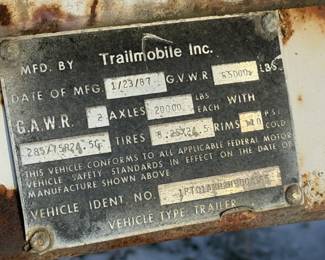 MFD. BY Trailmobile Inc.
DATE OF MFG. 1/23/87 G.V.W.R. 65000 LBS.
G.A.W.R. 2 AXLES 20000 LBS EACH WITH
285/75R24.5G TIRES 8.25X24.5 RIMS 110 P.S.I. COLD
THIS VEHICLE CONFORMS TO ALL APPLICABLE FEDERAL MOTOR
VEHICLE SAFETY STANDARDS IN EFFECT ON THE DATE OF
MANUFACTURE SHOWN ABOVE
VEHICLE IDENT. NO.
VEHICLE TYPE: TRAILER